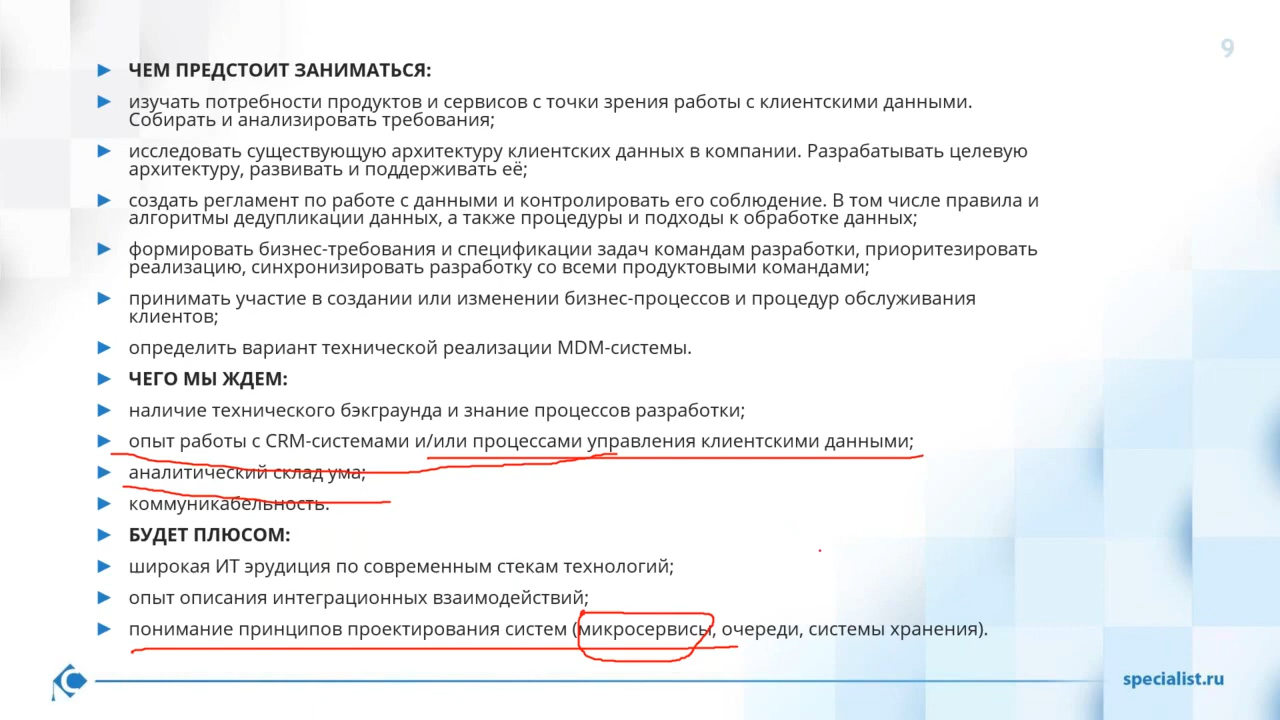 9
ЧЕМ ПРЕДСТОИТ ЗАНИМАТЬСЯ:
изучать потребности продуктов и сервисов с точки зрения работы с клиентскими данными.
Собирать и анализировать требования;
исследовать существующую архитектуру клиентских данных в компании. Разрабатывать целевую
архитектуру, развивать и поддерживать её;
создать регламент по работе с данными и контролировать его соблюдение. В том числе правила и
алгоритмы дедупликации данных, а также процедуры и подходы к обработке данных;
формировать бизнес-требования и спецификации задач командам разработки, приоритезировать
реализацию, синхронизировать разработку со всеми продуктовыми командами;
принимать участие в создании или изменении бизнес-процессов и процедур обслуживания
клиентов;
определить вариант технической реализации MDM-системы.
ЧЕГО МЫ ЖДЕМ:
наличие технического бэкграунда и знание процессов разработки;
опыт работы с CRM-системами и/или процессами управления клиентскими данными;
аналитический склад ума;
коммуникабельность.
БУДЕТ ПЛЮСОМ:
широкая ИТ эрудиция по современным стекам технологий;
опыт описания интеграционных взаимодействий;
понимание принципов проектирования систем (микросервисы, очереди, системы хранения).
specialist.ru